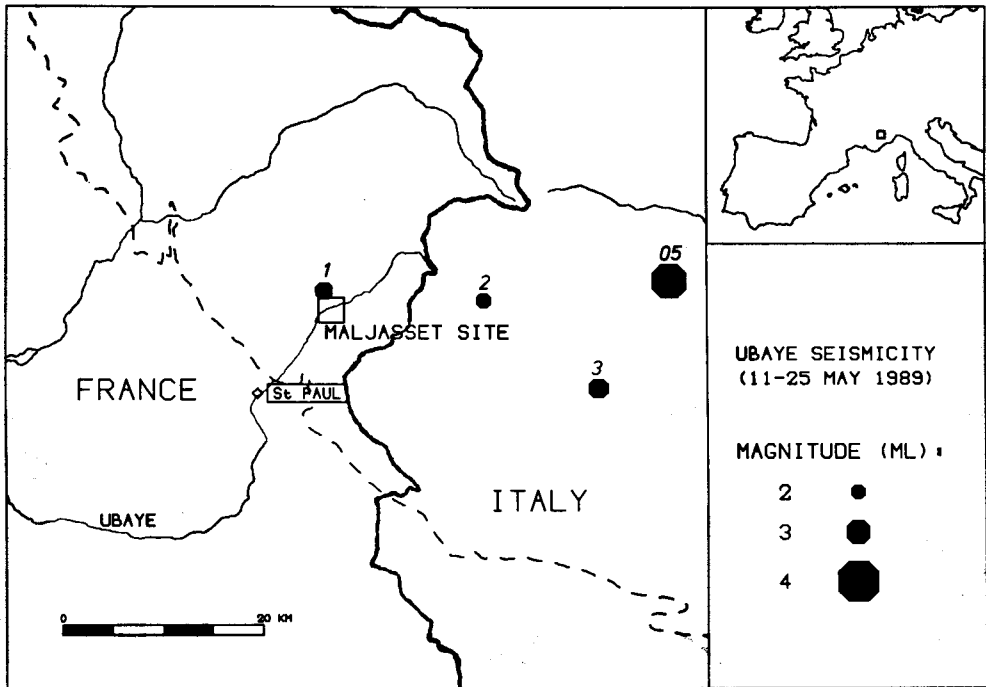 1
2
05
MALJASSET SITE
3
FRANCE
St PAUL
ITALY
UBAYE
0 20 KM
UBAYE SEISMICITY
(11-25 MAY 1989)
MAGNITUDE (ML) :
2
3
4